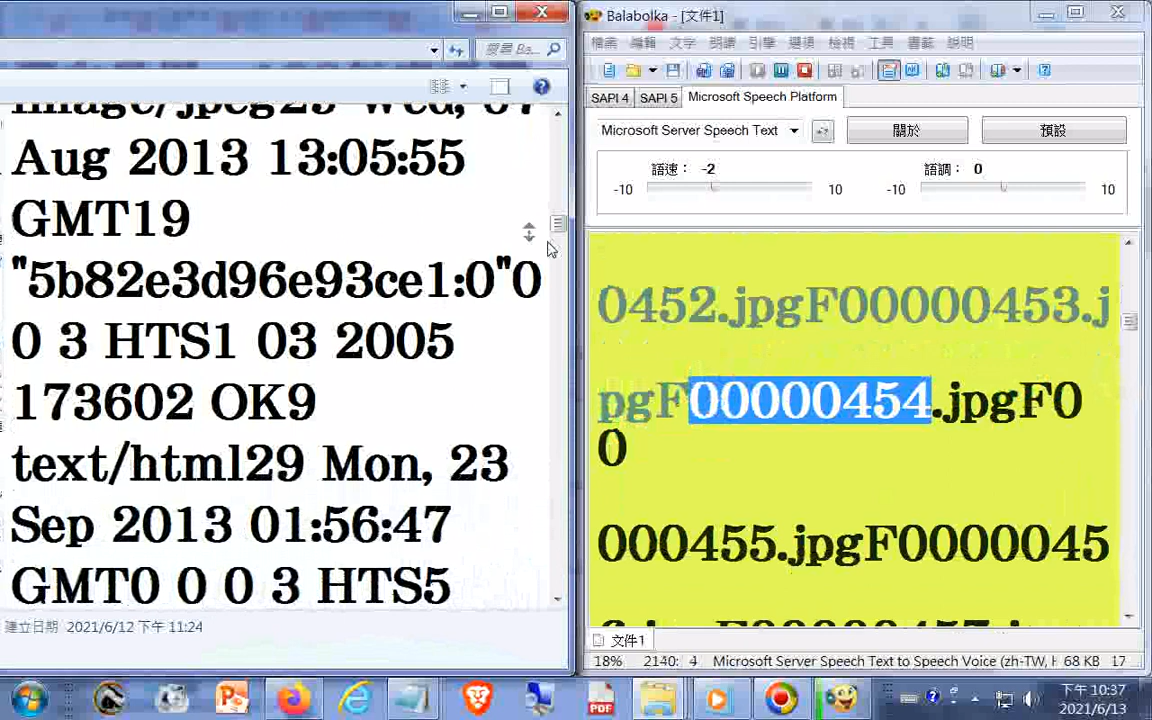 搜尋 Ba...
image/jpeg29 Wed, 07
Aug 2013 13:05:55
GMT19
"5b82e3d96e93ce1:0"0
0 3 HTS1 03 2005
173602 OK9
text/html29 Mon, 23
Sep 2013 01:56:47
GMT0 0 0 3 HTS5
建立日期 2021/6/12 下午 11:24
Balabolka - [文件1]
檔案 編輯 文字 朗讀 引擎 選項 檢視 工具 書籤 說明
SAPI 4 SAPI 5 Microsoft Speech Platform
Microsoft Server Speech Text 關於 預設
語速： -2 語調： 0
-10 10 -10 10
0452.jpgF00000453.j
pgF00000454.jpgF0
0
000455.jpgF0000045
文件1
18% 2140: 4 Microsoft Server Speech Text to Speech Voice (zh-TW, H 68 KB 17
PDF
下午 10:37
2021/6/13